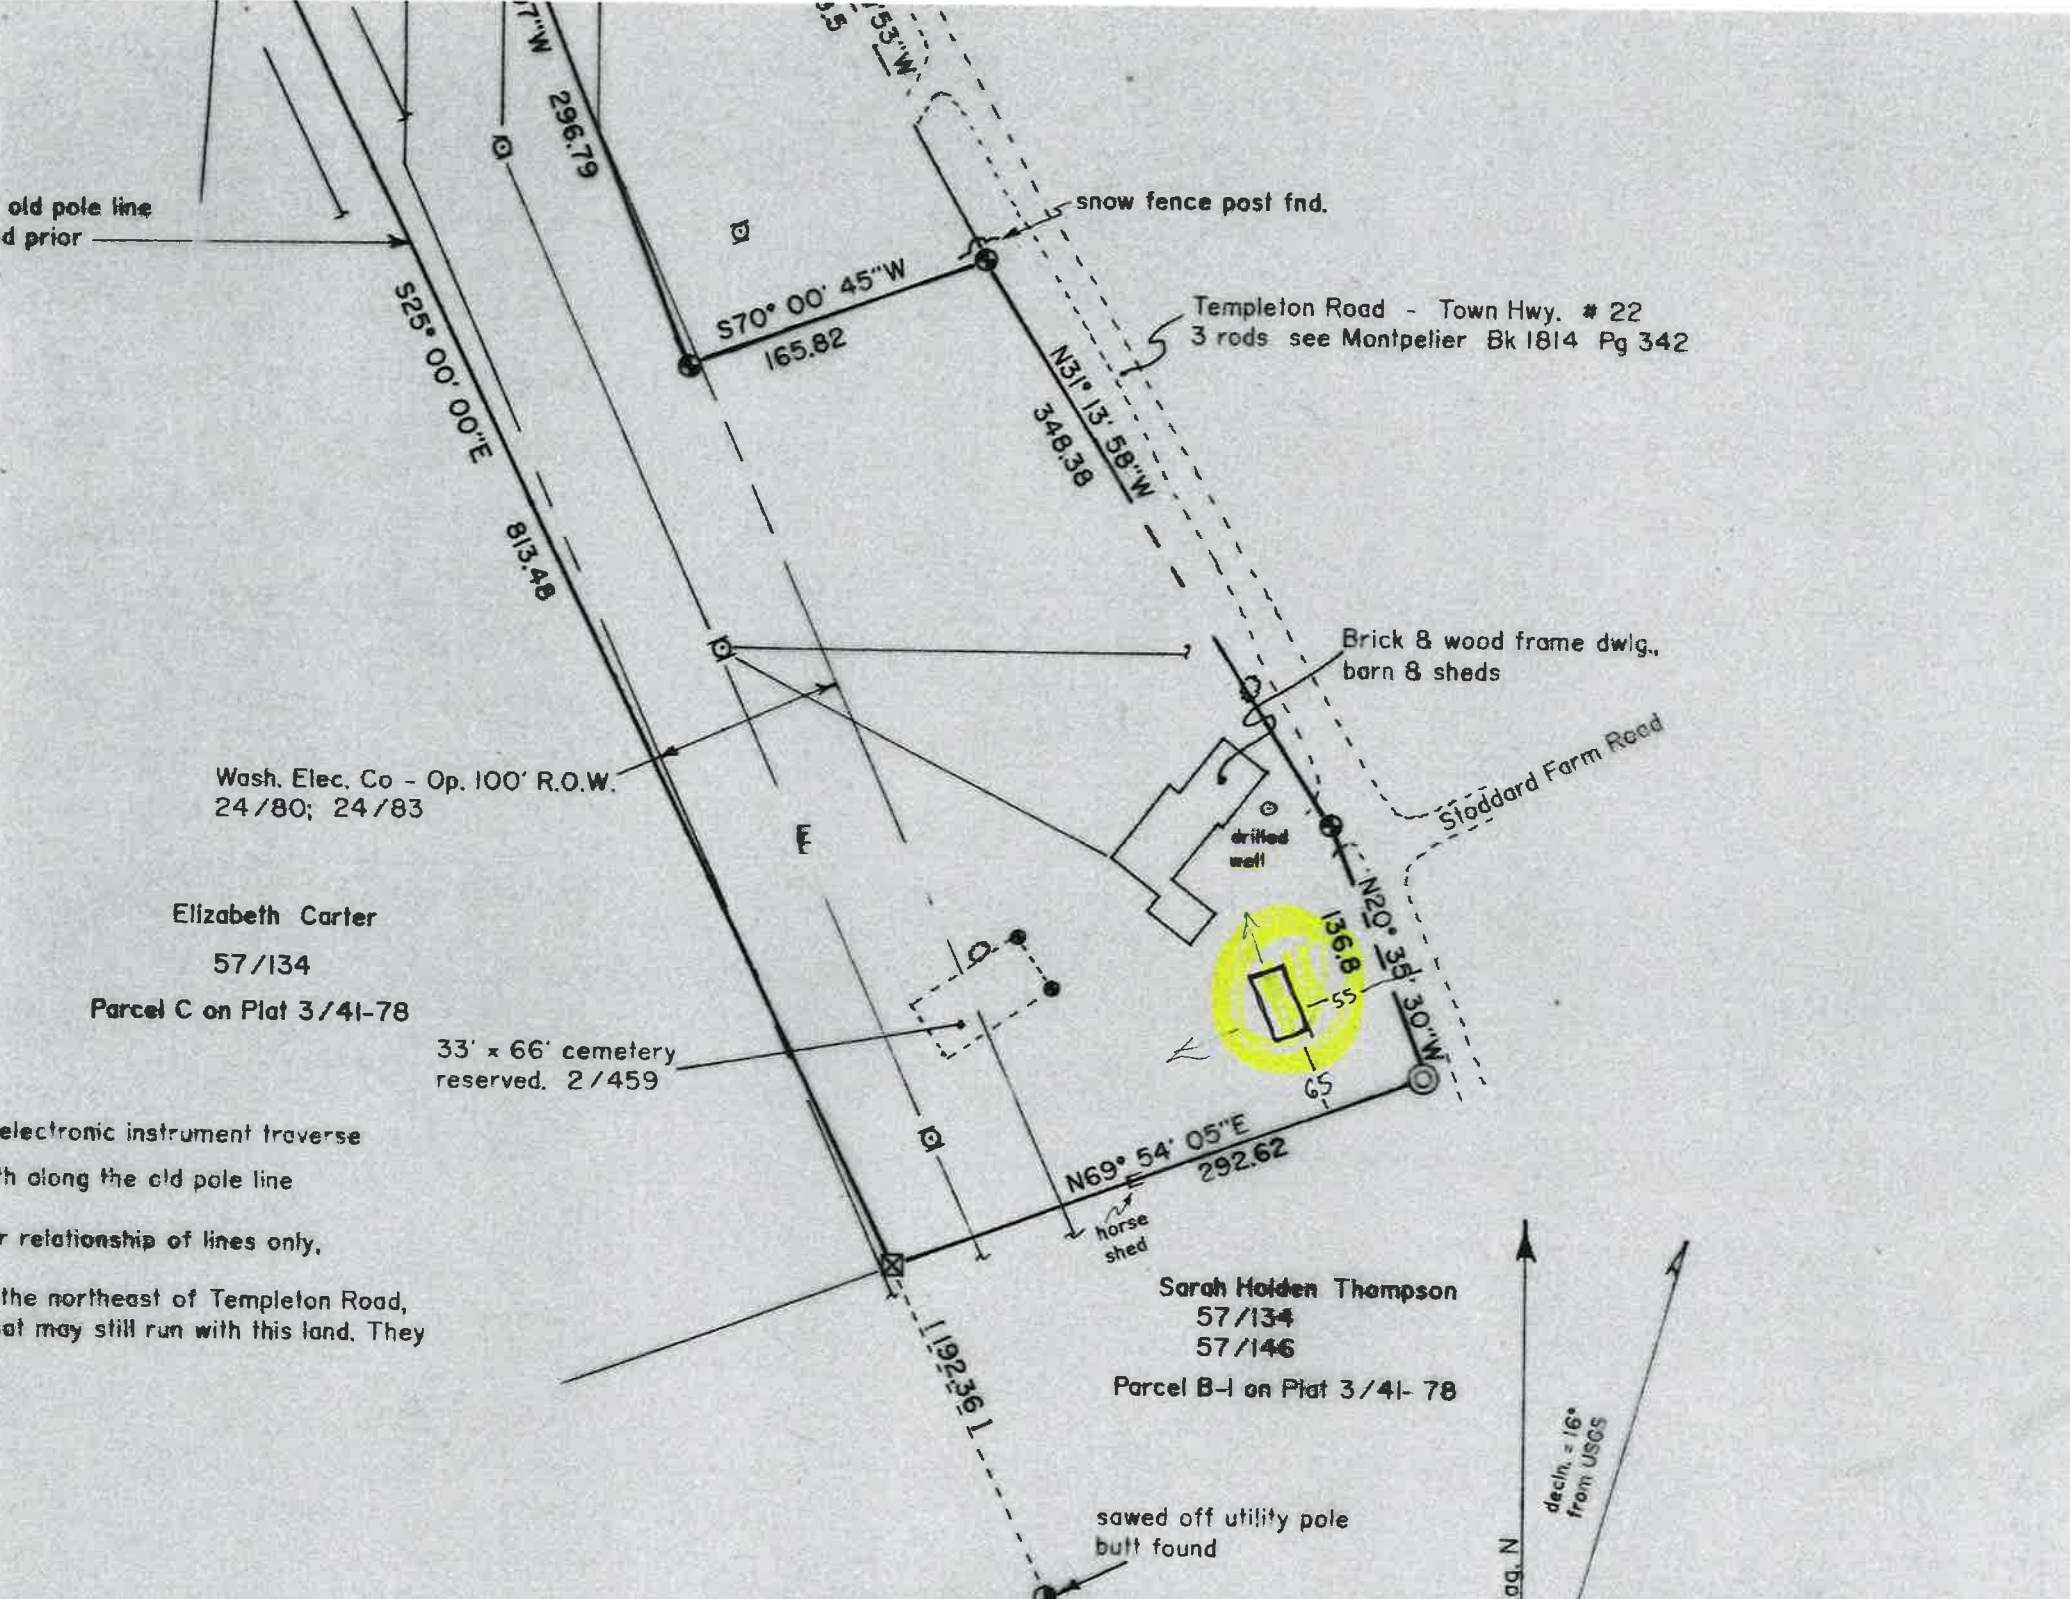 7"W
296.79
3.5
'53"W
old pole line
d prior
snow fence post fnd.
S70° 00' 45"W
165.82
S25° 00' 00"E
813.48
Templeton Road - Town Hwy. # 22
3 rods see Montpelier Bk 1814 Pg 342
N31° 13' 58"W
348.38
Brick & wood frame dwlg.,
barn & sheds
Stoddard Farm Road
Wash. Elec. Co - Op. 100' R.O.W.
24/80; 24/83
E
drilled
well
N20° 35' 30"W
136.8
Elizabeth Carter
57/134
Parcel C on Plat 3/41-78
55
65
33' x 66' cemetery
reserved. 2/459
electronic instrument traverse
h along the old pole line
r relationship of lines only,
the northeast of Templeton Road,
at may still run with this land. They
N69° 54' 05"E
292.62
horse
shed
Sarah Holden Thompson
57/134
57/146
Parcel B-1 on Plat 3/41-78
[192.36]
sawed off utility pole
butt found
decln. = 16°
from USGS
ag. N